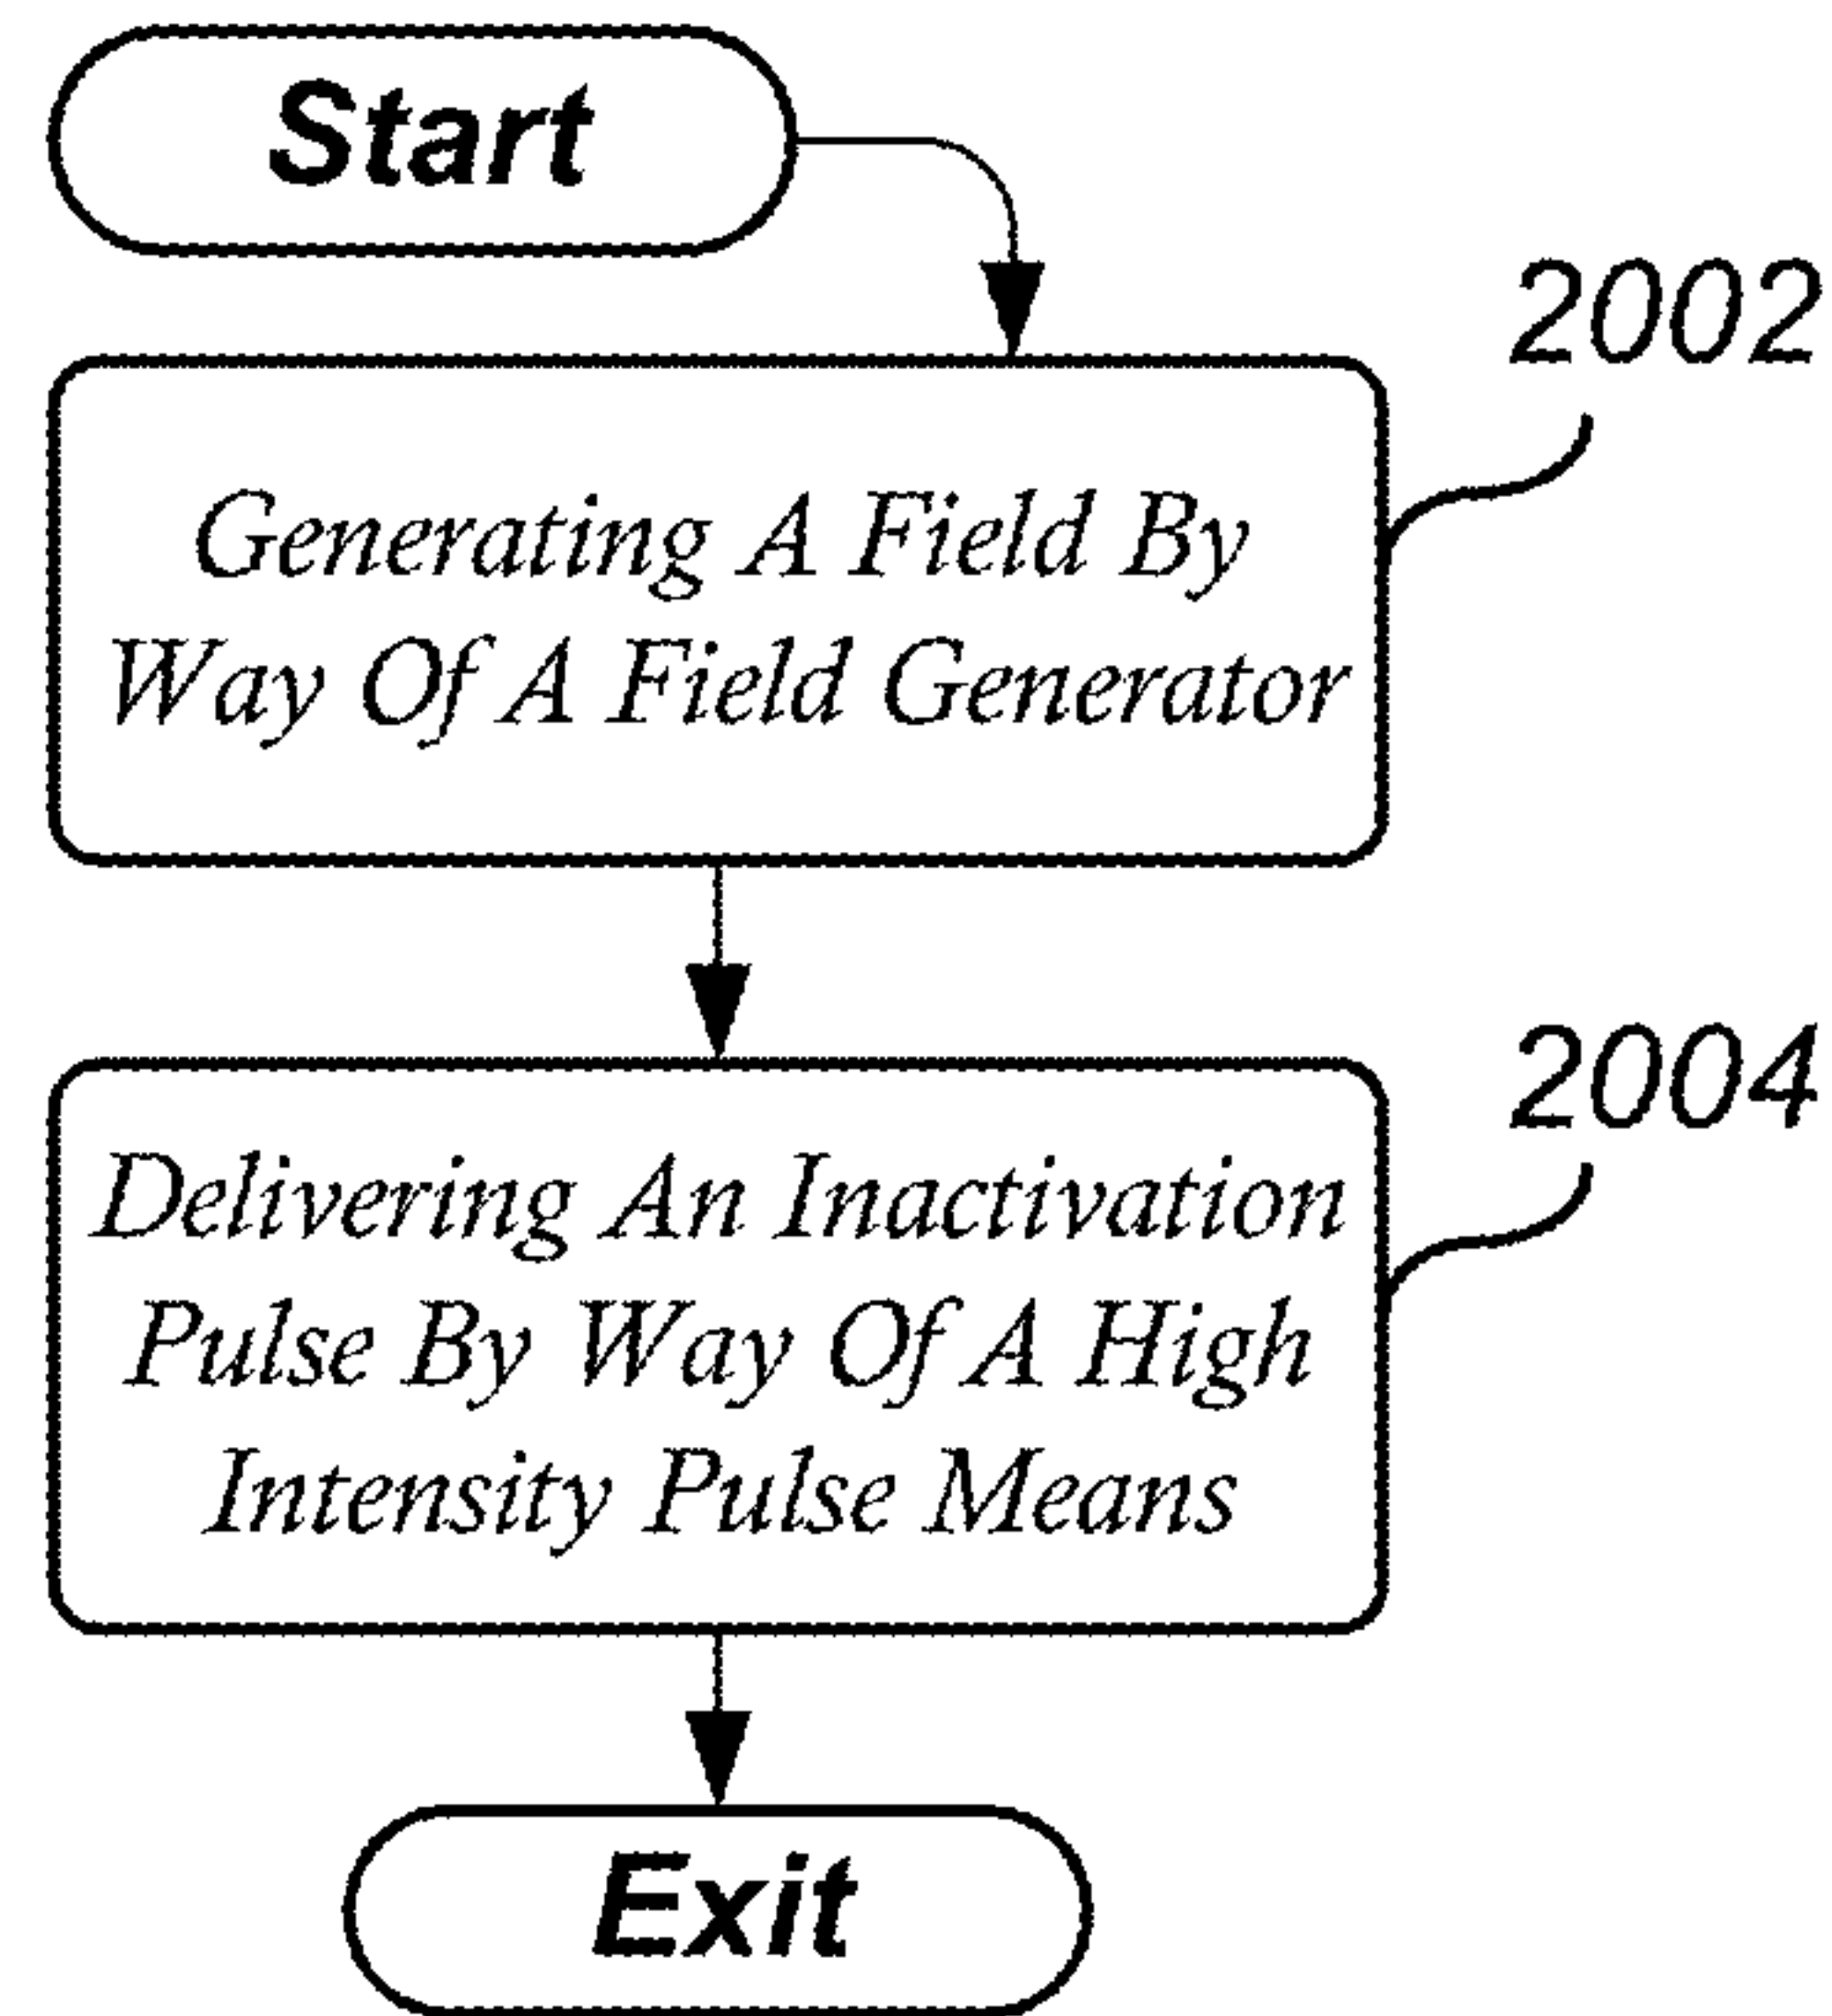 Start
2002
Generating A Field By
Way Of A Field Generator
2004
Delivering An Inactivation
Pulse By Way Of A High
Intensity Pulse Means
Exit